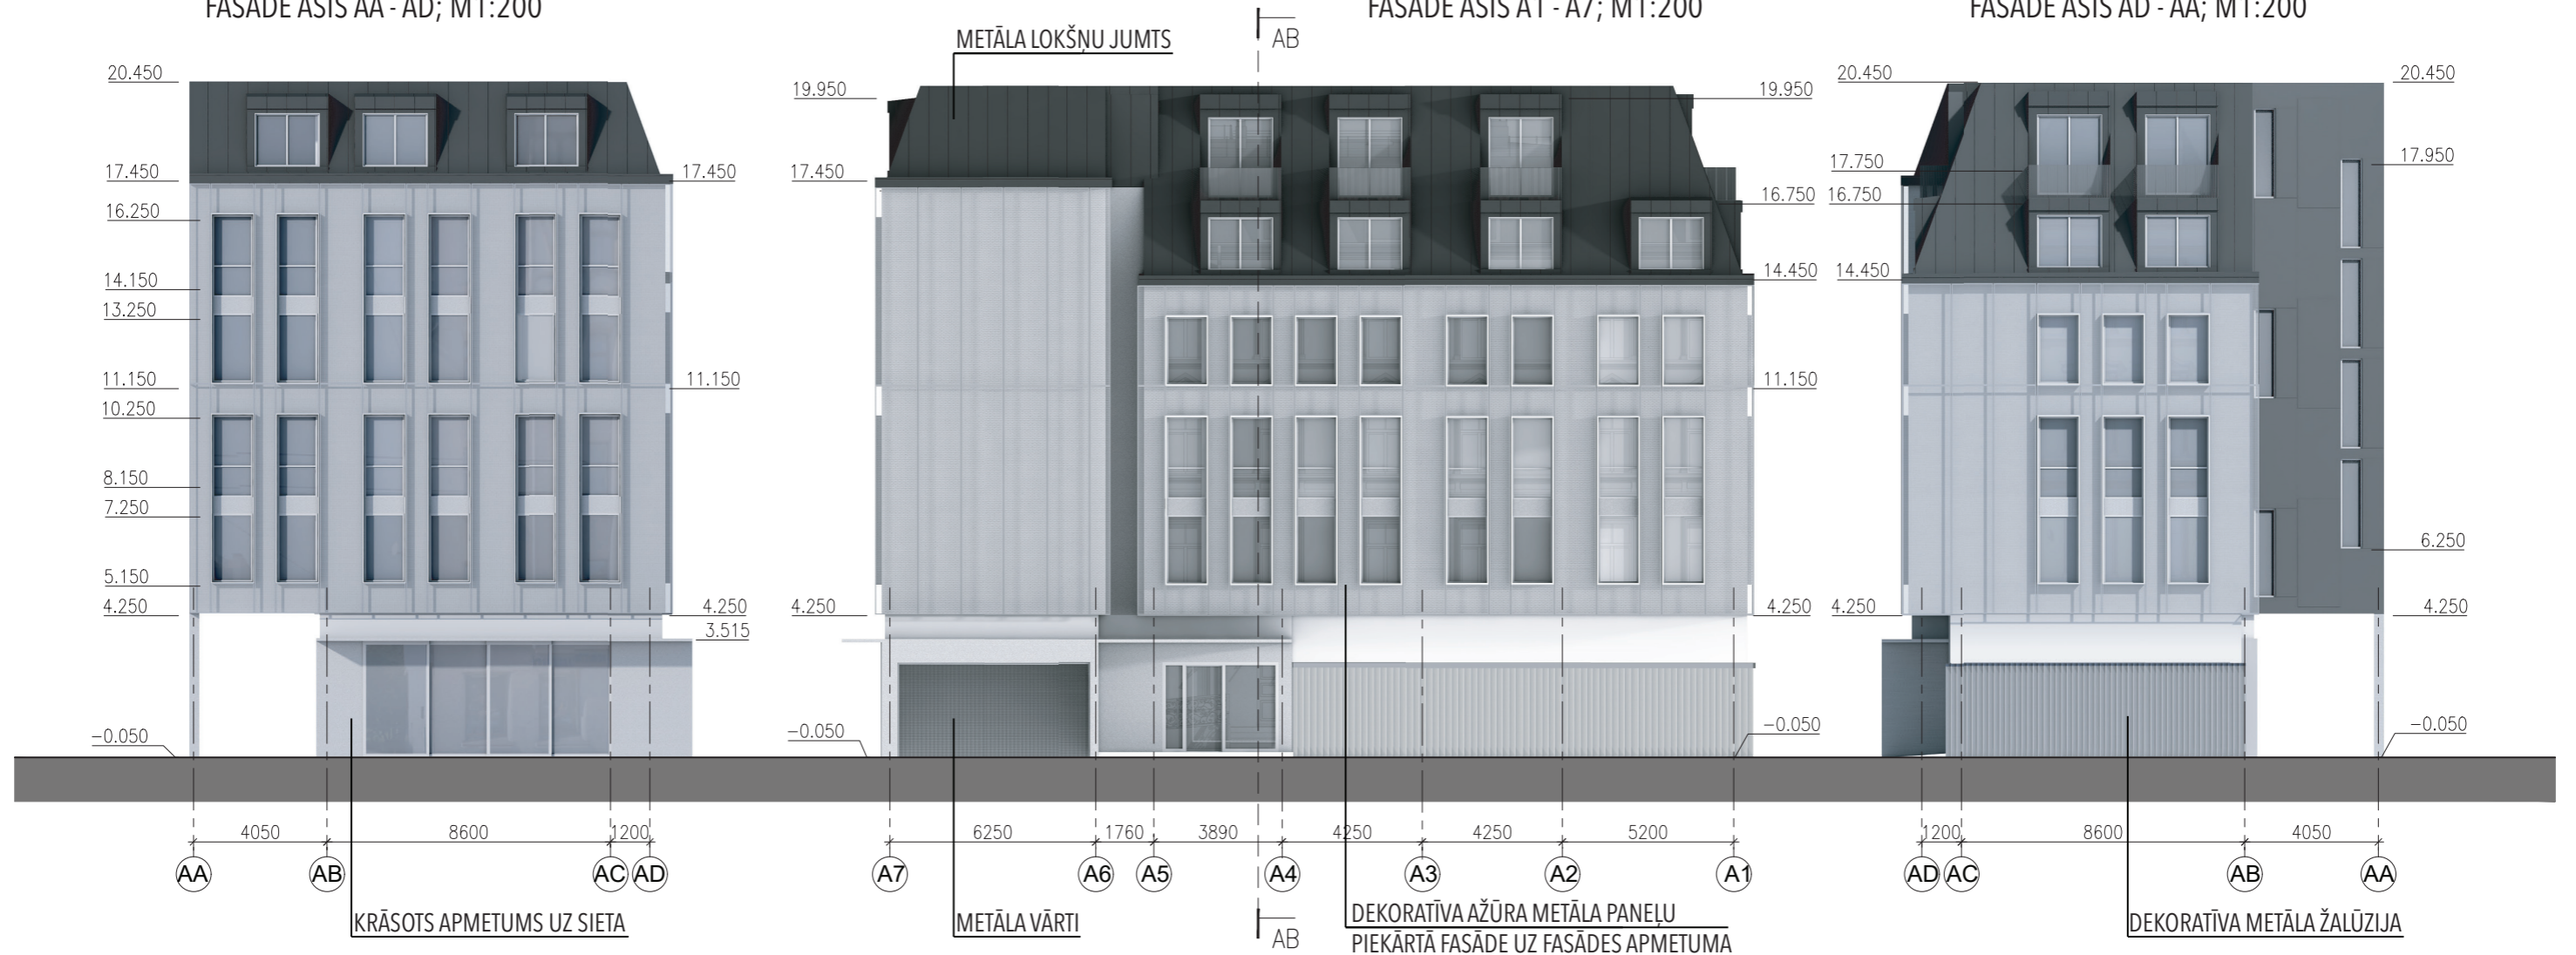 FASĀDE ASĪS AA - AD; M1:200
FASĀDE ASĪS A1 - A7; M1:200
FASĀDE ASĪS AD - AA; M1:200
METĀLA LOKŠŅU JUMTS
AB
20.450
17.450
16.250
14.150
13.250
11.150
10.250
8.150
7.250
5.150
4.250
-0.050
17.450
11.150
4.250
3.515
19.950
17.450
4.250
-0.050
19.950
16.750
14.450
11.150
4.250
-0.050
20.450
17.750
16.750
14.450
4.250
20.450
17.950
6.250
4.250
-0.050
4050 8600 1200
AA AB AC AD
6250 1760 3890 4250 4250 5200
A7 A6 A5 A4 A3 A2 A1
1200 8600 4050
AD AC AB AA
KRĀSOTS APMETUMS UZ SIETA
METĀLA VĀRTI
AB
DEKORATĪVA AŽŪRA METĀLA PANEĻU
PIEKĀRTĀ FASĀDE UZ FASĀDES APMETUMA
DEKORATĪVA METĀLA ŽALŪZIJA